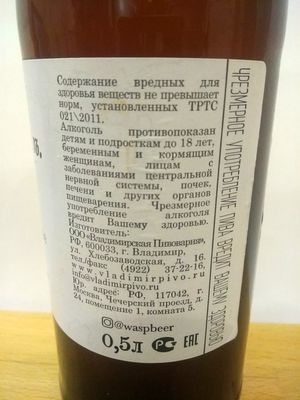 Содержание вредных для
здоровья веществ не превышает
норм, установленных ТРТС
021\2011.
Алкоголь противопоказан
детям и подросткам до 18 лет,
беременным и кормящим
женщинам, лицам с
заболеваниями центральной
нервной системы, почек,
печени и других органов
пищеварения. Чрезмерное
употребление алкоголя
вредит Вашему здоровью.
Изготовитель:
ООО «Владимирская Пивоварня»,
РФ, 600033, г. Владимир,
ул. Хлебозаводская, д. 16.
тел./факс (4922) 37-22-16,
www.vladimirpivo.ru
info@vladimirpivo.ru
Юр. адрес: РФ, 117042, г.
Москва, Чечерский проезд, д.
24, помещение 1, комната 5.
@waspbeer
0,5л
ЕАС
ЧРЕЗМЕРНОЕ УПОТРЕБЛЕНИЕ ПИВА ВРЕДИТ ВАШЕМУ ЗДОРОВЬЮ